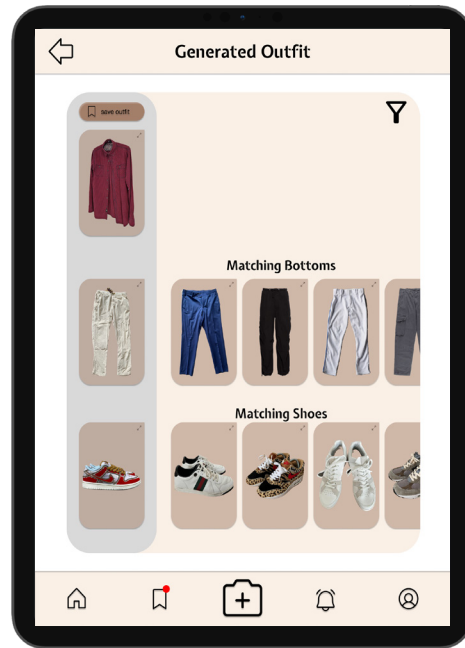 Generated Outfit
save outfit
Matching Bottoms
Matching Shoes